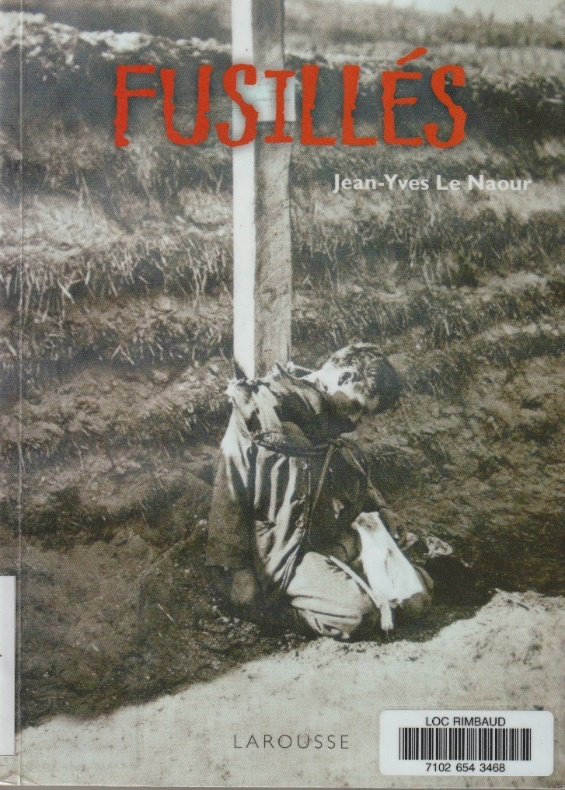 FUSILLÉS
Jean-Yves Le Naour
LAROUSSE
LOC RIMBAUD
7102 654 3468